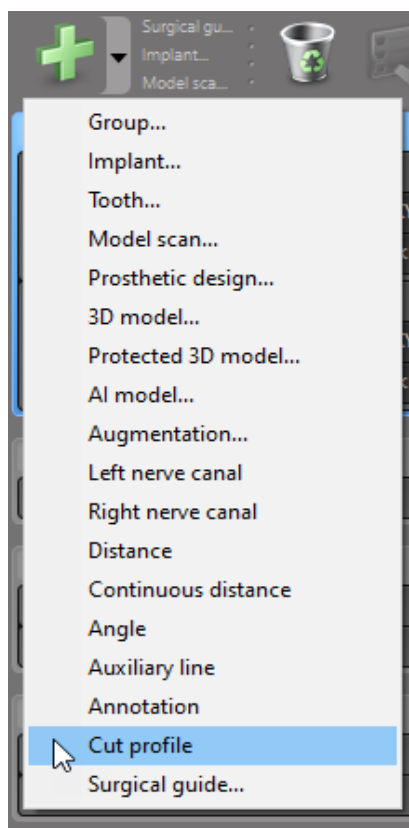 Surgical gu...
Implant...
Model sca...
Group...
Implant...
Tooth...
Model scan...
Prosthetic design...
3D model...
Protected 3D model...
AI model...
Augmentation...
Left nerve canal
Right nerve canal
Distance
Continuous distance
Angle
Auxiliary line
Annotation
Cut profile
Surgical guide...